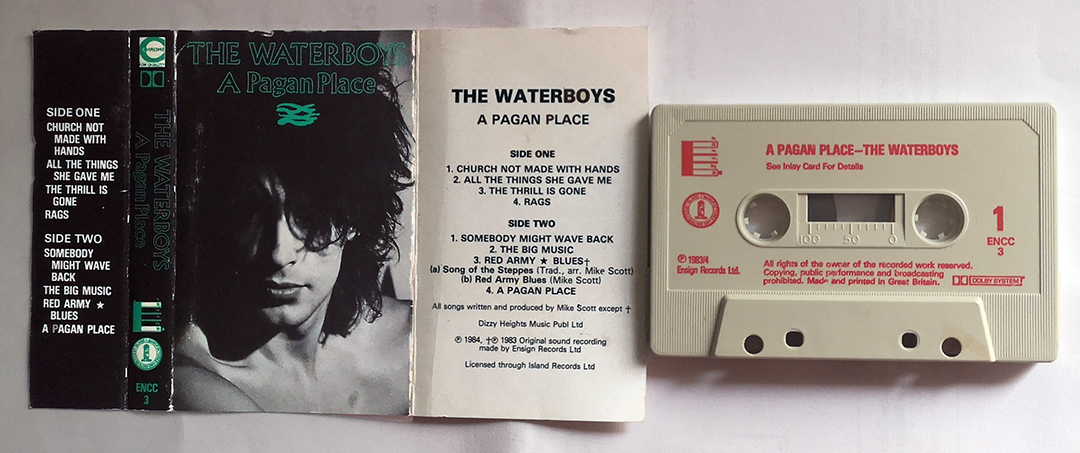 SIDE ONE
CHURCH NOT
MADE WITH
HANDS
ALL THE THINGS
SHE GAVE ME
THE THRILL IS
GONE
RAGS
SIDE TWO
SOMEBODY
MIGHT WAVE
BACK
THE BIG MUSIC
RED ARMY ★
BLUES
A PAGAN PLACE
CHROME
THE WATERBOYS
A Pagan Place
ENCC
3
THE WATERBOYS
A Pagan Place
THE WATERBOYS
A PAGAN PLACE
SIDE ONE
1. CHURCH NOT MADE WITH HANDS
2. ALL THE THINGS SHE GAVE ME
3. THE THRILL IS GONE
4. RAGS
SIDE TWO
1. SOMEBODY MIGHT WAVE BACK
2. THE BIG MUSIC
3. RED ARMY ★ BLUES†
(a) Song of the Steppes (Trad., arr. Mike Scott)
(b) Red Army Blues (Mike Scott)
4. A PAGAN PLACE
All songs written and produced by Mike Scott except †
Dizzy Heights Music Publ Ltd
℗ 1984, †℗ 1983 Original sound recording
made by Ensign Records Ltd
Licensed through Island Records Ltd
A PAGAN PLACE—THE WATERBOYS
See Inlay Card For Details
100 50 0
1
ENCC
3
℗ 1983/4
Ensign Records Ltd.
All rights of the owner of the recorded work reserved.
Copying, public performance and broadcasting
prohibited. Made and printed in Great Britain.
DOLBY SYSTEM